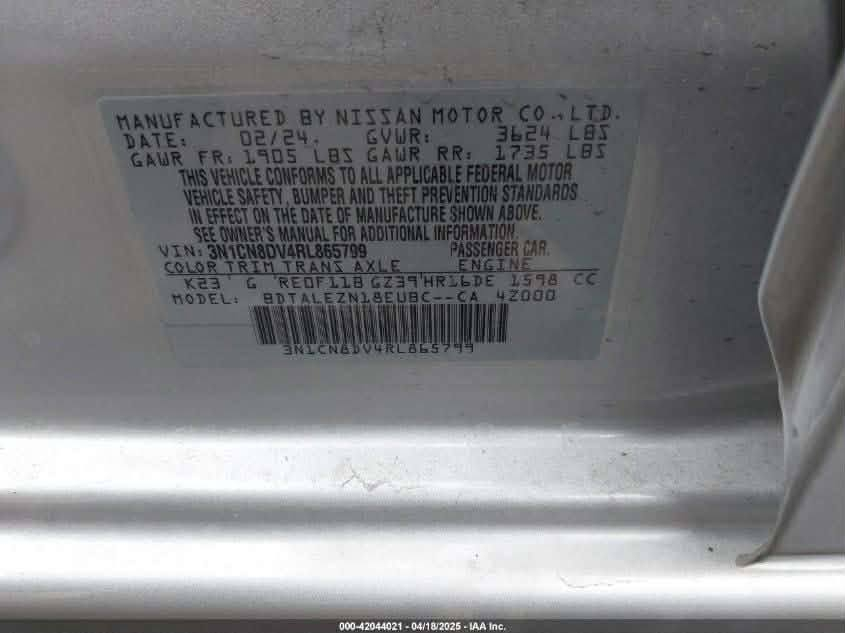 MANUFACTURED BY NISSAN MOTOR CO., LTD.
DATE: 02/24. GVWR: 3624 LBS
GAWR FR: 1905 LBS GAWR RR: 1735 LBS
THIS VEHICLE CONFORMS TO ALL APPLICABLE FEDERAL MOTOR
VEHICLE SAFETY, BUMPER AND THEFT PREVENTION STANDARDS
IN EFFECT ON THE DATE OF MANUFACTURE SHOWN ABOVE.
SEE OWNER'S MANUAL FOR ADDITIONAL INFORMATION.
VIN: 3N1CN8DV4RL865799 PASSENGER CAR.
COLOR TRIM TRANS AXLE ENGINE
K23 G RE0F11B GZ39 HR16DE 1598 CC
MODEL: BDTALEZN18EUBC--CA 4Z000
3N1CN8DV4RL865799
000-42044021 - 04/18/2025 - IAA Inc.